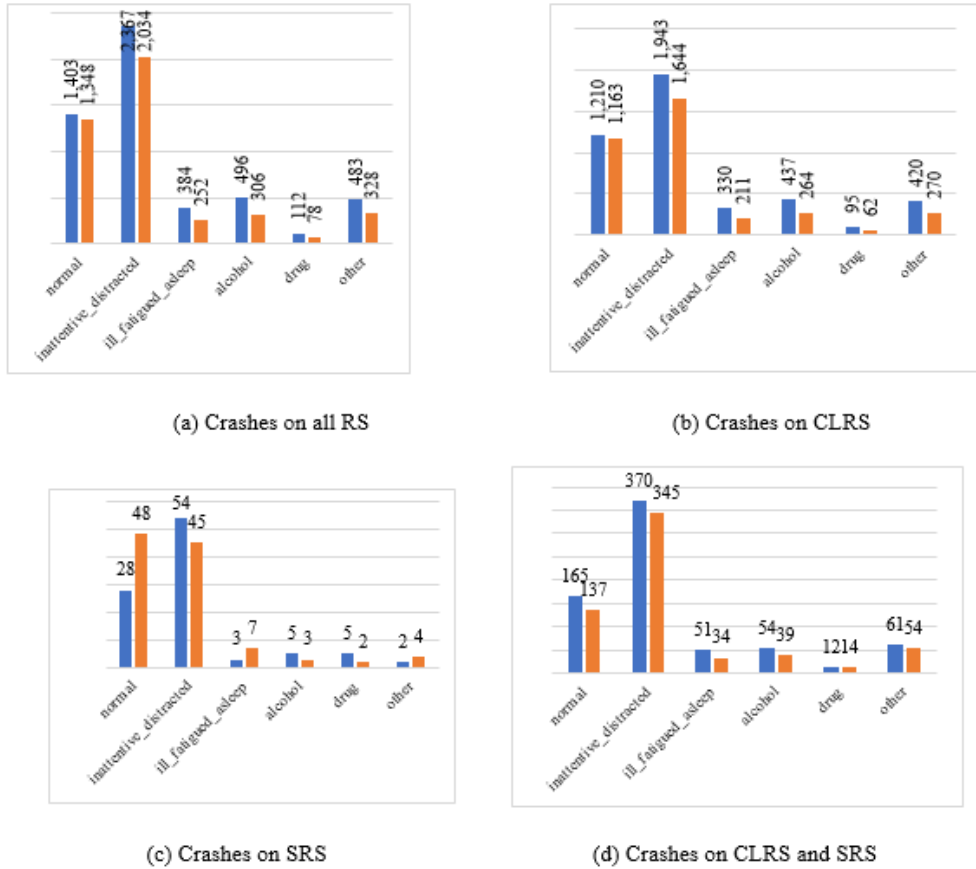 1,403
1,348
2,367
2,034
384
252
496
306
112
78
483
328
normal
inattentive_distracted
ill_fatigued_asleep
alcohol
drug
other
(a) Crashes on all RS
1,210
1,163
1,943
1,644
330
211
437
264
95
62
420
270
normal
inattentive_distracted
ill_fatigued_asleep
alcohol
drug
other
(b) Crashes on CLRS
28
48
54
45
3
7
5
3
5
2
2
4
normal
inattentive_distracted
ill_fatigued_asleep
alcohol
drug
other
(c) Crashes on SRS
165
137
370
345
51
34
54
39
12
14
61
54
normal
inattentive_distracted
ill_fatigued_asleep
alcohol
drug
other
(d) Crashes on CLRS and SRS